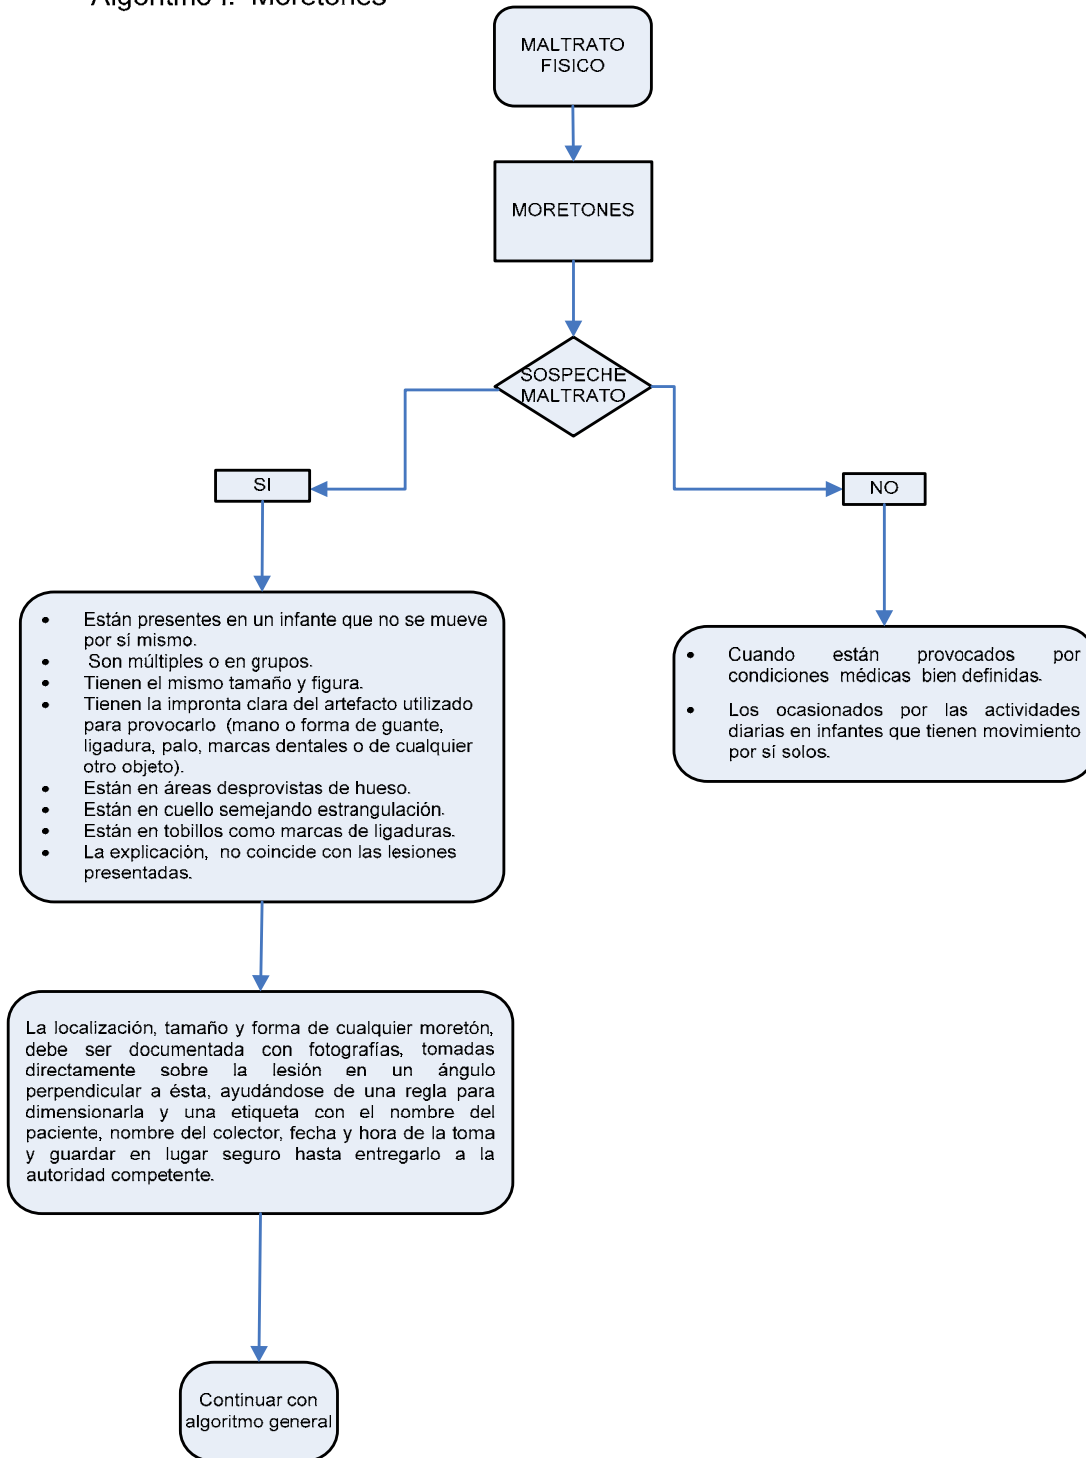 Algoritmo I. Moretones
MALTRATO
FISICO
MORETONES
SOSPECHE
MALTRATO
SI
NO
• Están presentes en un infante que no se mueve
por sí mismo.
• Son múltiples o en grupos.
• Tienen el mismo tamaño y figura.
• Tienen la impronta clara del artefacto utilizado
para provocarlo (mano o forma de guante,
ligadura, palo, marcas dentales o de cualquier
otro objeto).
• Están en áreas desprovistas de hueso.
• Están en cuello semejando estrangulación.
• Están en tobillos como marcas de ligaduras.
• La explicación, no coincide con las lesiones
presentadas.
• Cuando están provocados por
condiciones médicas bien definidas.
• Los ocasionados por las actividades
diarias en infantes que tienen movimiento
por sí solos.
La localización, tamaño y forma de cualquier moretón,
debe ser documentada con fotografías, tomadas
directamente sobre la lesión en un ángulo
perpendicular a ésta, ayudándose de una regla para
dimensionarla y una etiqueta con el nombre del
paciente, nombre del colector, fecha y hora de la toma
y guardar en lugar seguro hasta entregarlo a la
autoridad competente.
Continuar con
algoritmo general